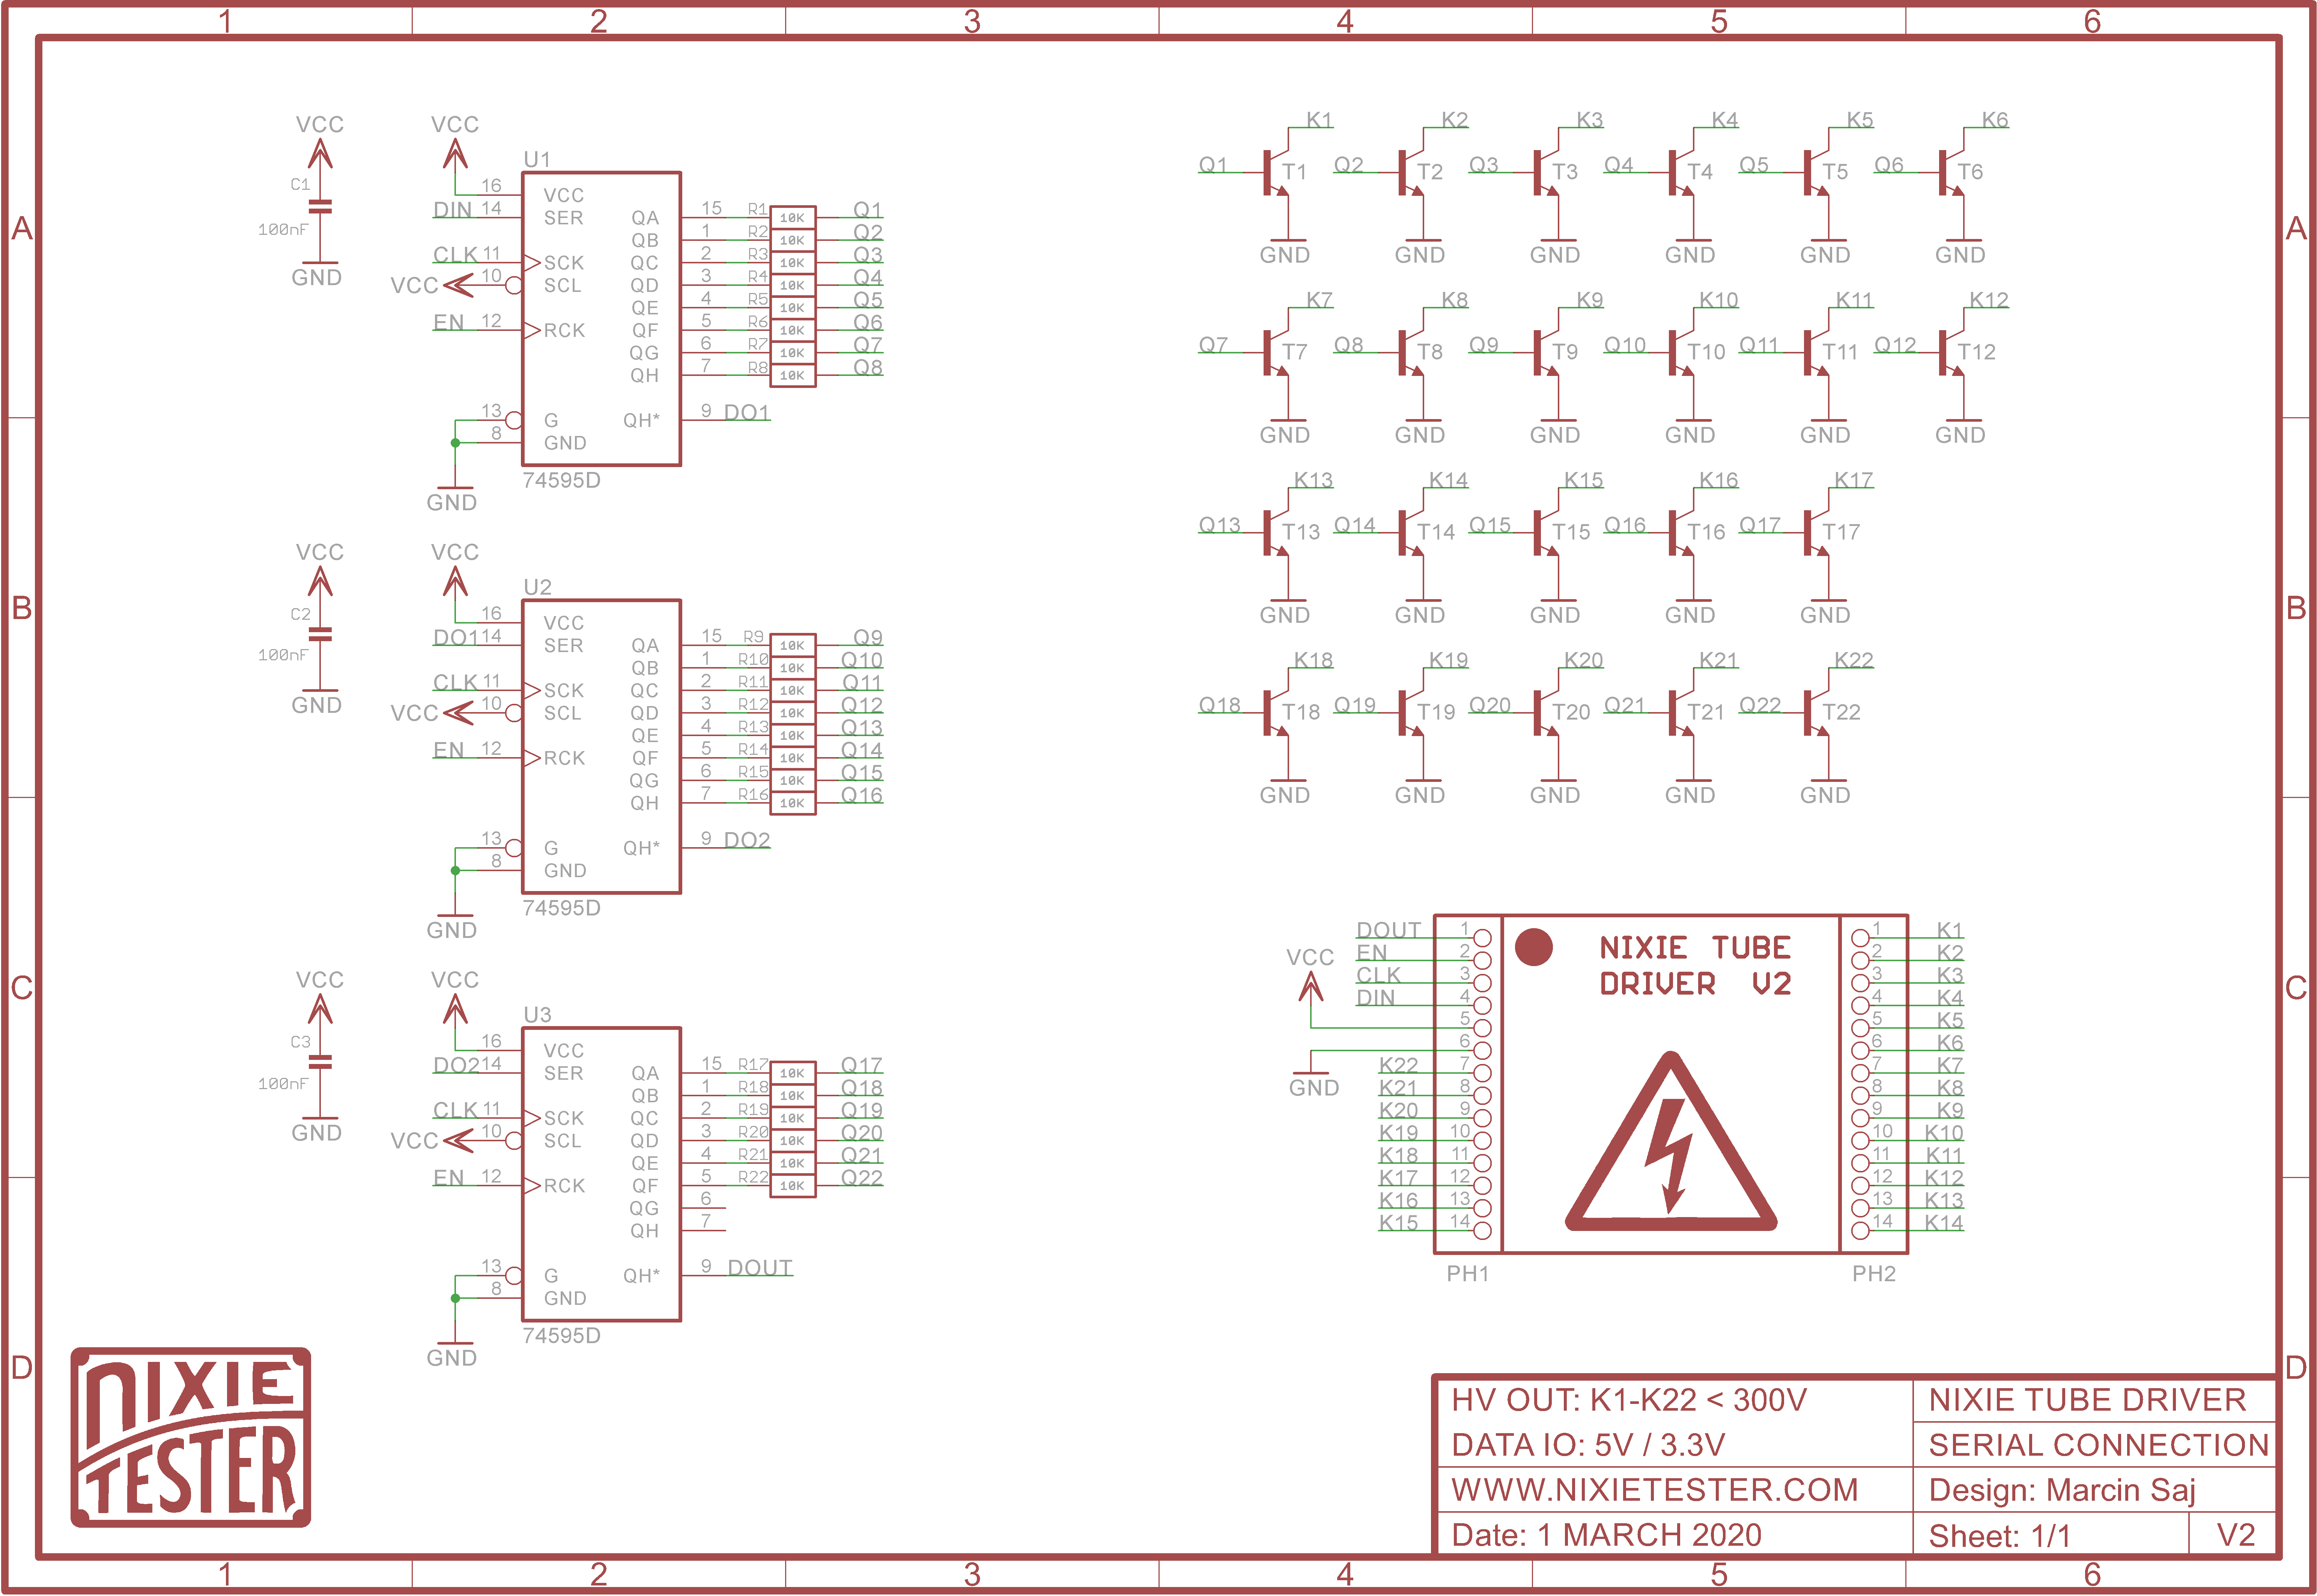 1 2 3 4 5 6
A A
B B
C C
D D
VCC VCC
U1
C1
100nF
GND
16 VCC
DIN 14 SER
CLK 11 SCK
VCC 10 SCL
EN 12 RCK
13 G
8 GND
GND
QA 15 R1 10K Q1
QB 1 R2 10K Q2
QC 2 R3 10K Q3
QD 3 R4 10K Q4
QE 4 R5 10K Q5
QF 5 R6 10K Q6
QG 6 R7 10K Q7
QH 7 R8 10K Q8
QH* 9 DO1
74595D
VCC VCC
U2
C2
100nF
GND
16 VCC
DO1 14 SER
CLK 11 SCK
VCC 10 SCL
EN 12 RCK
13 G
8 GND
GND
QA 15 R9 10K Q9
QB 1 R10 10K Q10
QC 2 R11 10K Q11
QD 3 R12 10K Q12
QE 4 R13 10K Q13
QF 5 R14 10K Q14
QG 6 R15 10K Q15
QH 7 R16 10K Q16
QH* 9 DO2
74595D
VCC VCC
U3
C3
100nF
GND
16 VCC
DO2 14 SER
CLK 11 SCK
VCC 10 SCL
EN 12 RCK
13 G
8 GND
GND
QA 15 R17 10K Q17
QB 1 R18 10K Q18
QC 2 R19 10K Q19
QD 3 R20 10K Q20
QE 4 R21 10K Q21
QF 5 R22 10K Q22
QG 6
QH 7
QH* 9 DOUT
74595D
K1 K2 K3 K4 K5 K6
Q1 T1 Q2 T2 Q3 T3 Q4 T4 Q5 T5 Q6 T6
GND GND GND GND GND GND
K7 K8 K9 K10 K11 K12
Q7 T7 Q8 T8 Q9 T9 Q10 T10 Q11 T11 Q12 T12
GND GND GND GND GND GND
K13 K14 K15 K16 K17
Q13 T13 Q14 T14 Q15 T15 Q16 T16 Q17 T17
GND GND GND GND GND
K18 K19 K20 K21 K22
Q18 T18 Q19 T19 Q20 T20 Q21 T21 Q22 T22
GND GND GND GND GND
NIXIE TUBE
DRIVER V2
VCC
GND
DOUT 1
EN 2
CLK 3
DIN 4
5
6
K22 7
K21 8
K20 9
K19 10
K18 11
K17 12
K16 13
K15 14
PH1
1 K1
2 K2
3 K3
4 K4
5 K5
6 K6
7 K7
8 K8
9 K9
10 K10
11 K11
12 K12
13 K13
14 K14
PH2
NIXIE
TESTER
HV OUT: K1-K22 < 300V
NIXIE TUBE DRIVER
DATA IO: 5V / 3.3V
SERIAL CONNECTION
WWW.NIXIETESTER.COM
Design: Marcin Saj
Date: 1 MARCH 2020
Sheet: 1/1
V2
1 2 3 4 5 6